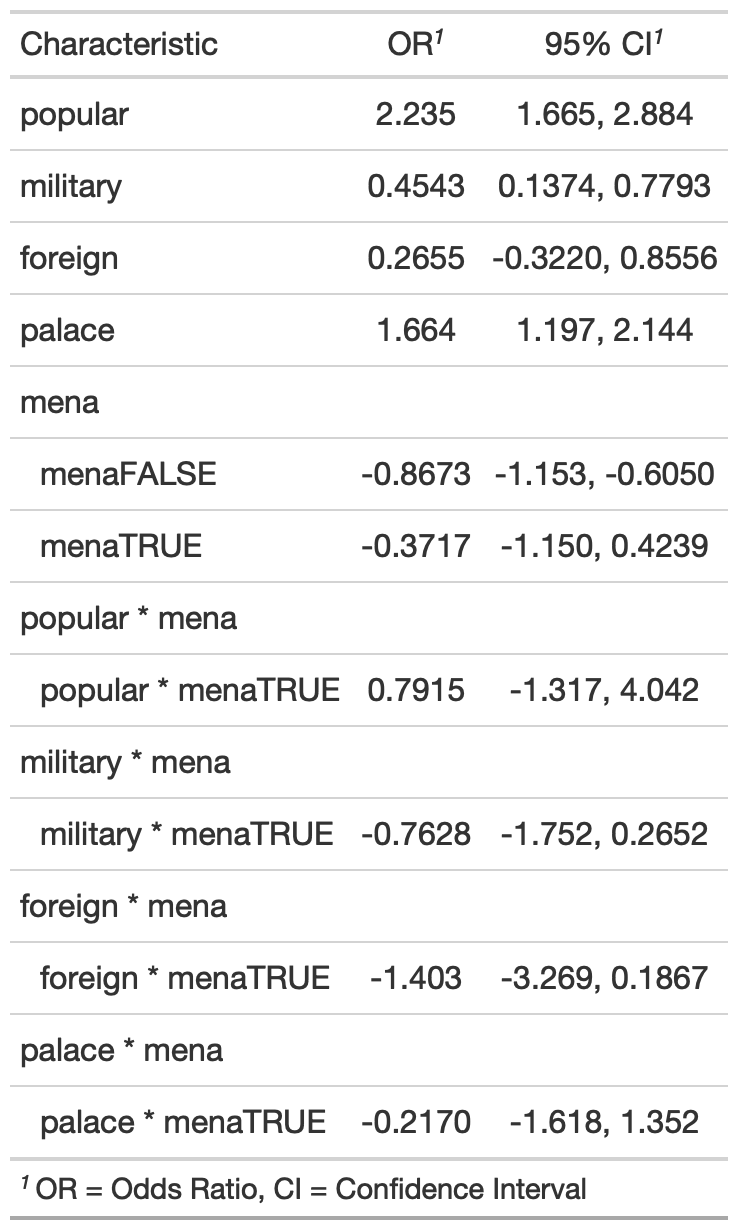 Characteristic OR¹ 95% CI¹
popular 2.235 1.665, 2.884
military 0.4543 0.1374, 0.7793
foreign 0.2655 -0.3220, 0.8556
palace 1.664 1.197, 2.144
mena
menaFALSE -0.8673 -1.153, -0.6050
menaTRUE -0.3717 -1.150, 0.4239
popular * mena
popular * menaTRUE 0.7915 -1.317, 4.042
military * mena
military * menaTRUE -0.7628 -1.752, 0.2652
foreign * mena
foreign * menaTRUE -1.403 -3.269, 0.1867
palace * mena
palace * menaTRUE -0.2170 -1.618, 1.352
¹ OR = Odds Ratio, CI = Confidence Interval